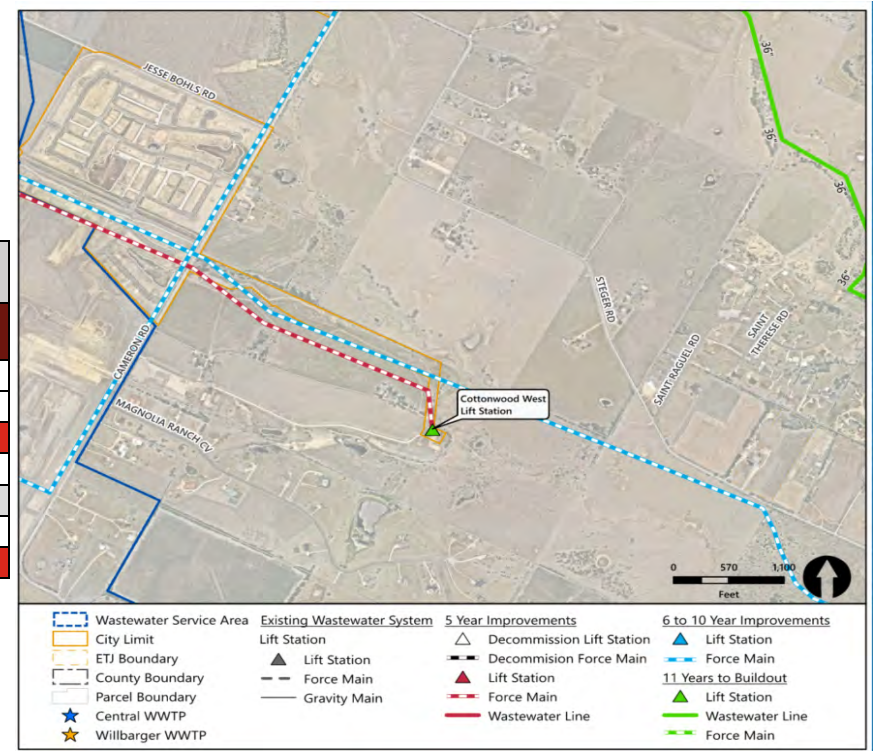 JESSE BOHLS RD
36"
36"
36"
36"
CAMERON RD
MAGNOLIA RANCH CV
STEGER RD
SAINT RAGUEL RD
SAINT
THERESE RD
Cottonwood West
Lift Station
0 570 1,100
Feet
Wastewater Service Area
City Limit
ETJ Boundary
County Boundary
Parcel Boundary
Central WWTP
Willbarger WWTP
Existing Wastewater System
Lift Station
Lift Station
Force Main
Gravity Main
5 Year Improvements
Decommission Lift Station
Decommision Force Main
Lift Station
Force Main
Wastewater Line
6 to 10 Year Improvements
Lift Station
Force Main
11 Years to Buildout
Lift Station
Wastewater Line
Force Main